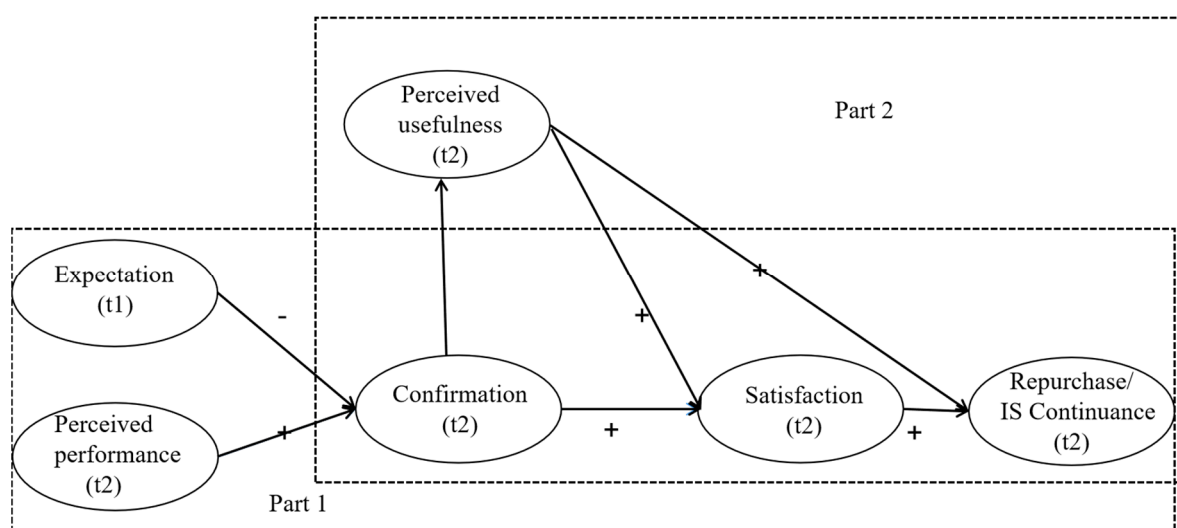 Perceived
usefulness
(t2)
Part 2
Expectation
(t1)
-
+
+
Confirmation
(t2)
Satisfaction
(t2)
Repurchase/
IS Continuance
(t2)
Perceived
performance
(t2)
+
+
+
Part 1